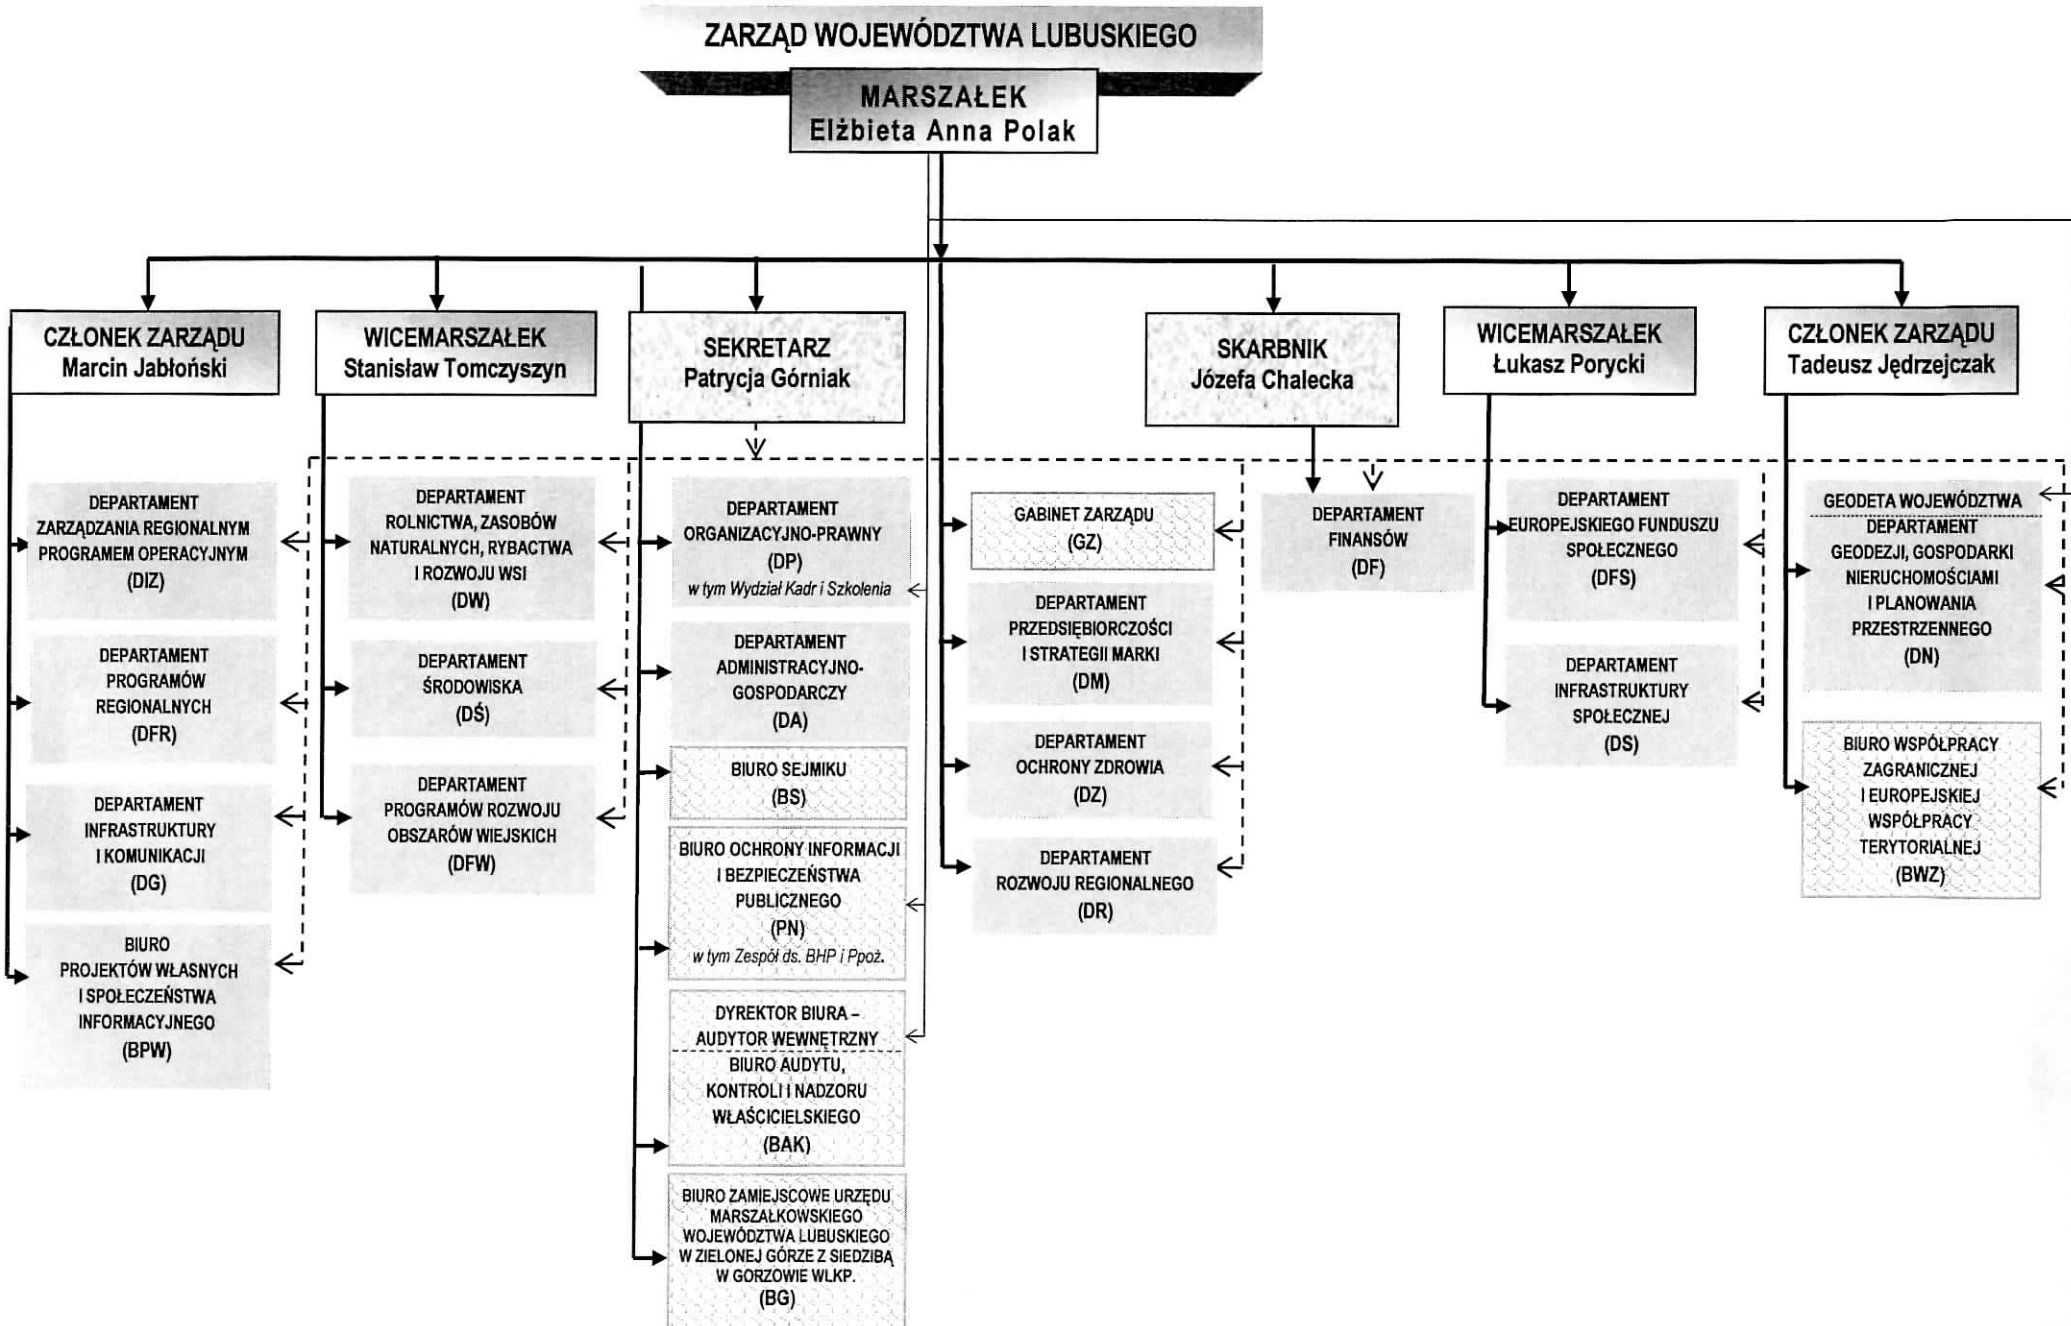 ZARZĄD WOJEWÓDZTWA LUBUSKIEGO
MARSZAŁEK
Elżbieta Anna Polak
CZŁONEK ZARZĄDU
Marcin Jabłoński
WICEMARSZAŁEK
Stanisław Tomczyszyn
SEKRETARZ
Patrycja Górniak
SKARBNIK
Józefa Chalecka
WICEMARSZAŁEK
Łukasz Porycki
CZŁONEK ZARZĄDU
Tadeusz Jędrzejczak
DEPARTAMENT
ZARZĄDZANIA REGIONALNYM
PROGRAMEM OPERACYJNYM
(DIZ)
DEPARTAMENT
PROGRAMÓW
REGIONALNYCH
(DFR)
DEPARTAMENT
INFRASTRUKTURY
I KOMUNIKACJI
(DG)
BIURO
PROJEKTÓW WŁASNYCH
I SPOŁECZEŃSTWA
INFORMACYJNEGO
(BPW)
DEPARTAMENT
ROLNICTWA, ZASOBÓW
NATURALNYCH, RYBACTWA
I ROZWOJU WSI
(DW)
DEPARTAMENT
ŚRODOWISKA
(DŚ)
DEPARTAMENT
PROGRAMÓW ROZWOJU
OBSZARÓW WIEJSKICH
(DFW)
DEPARTAMENT
ORGANIZACYJNO-PRAWNY
(DP)
w tym Wydział Kadr i Szkolenia
DEPARTAMENT
ADMINISTRACYJNO-
GOSPODARCZY
(DA)
BIURO SEJMIKU
(BS)
BIURO OCHRONY INFORMACJI
I BEZPIECZEŃSTWA
PUBLICZNEGO
(PN)
w tym Zespół ds. BHP i Ppoż.
DYREKTOR BIURA –
AUDYTOR WEWNĘTRZNY
BIURO AUDYTU,
KONTROLI I NADZORU
WŁAŚCICIELSKIEGO
(BAK)
BIURO ZAMIEJSCOWE URZĘDU
MARSZAŁKOWSKIEGO
WOJEWÓDZTWA LUBUSKIEGO
W ZIELONEJ GÓRZE Z SIEDZIBĄ
W GORZOWIE WLKP.
(BG)
GABINET ZARZĄDU
(GZ)
DEPARTAMENT
PRZEDSIĘBIORCZOŚCI
I STRATEGII MARKI
(DM)
DEPARTAMENT
OCHRONY ZDROWIA
(DZ)
DEPARTAMENT
ROZWOJU REGIONALNEGO
(DR)
DEPARTAMENT
FINANSÓW
(DF)
DEPARTAMENT
EUROPEJSKIEGO FUNDUSZU
SPOŁECZNEGO
(DFS)
DEPARTAMENT
INFRASTRUKTURY
SPOŁECZNEJ
(DS)
GEODETA WOJEWÓDZTWA
DEPARTAMENT
GEODEZJI, GOSPODARKI
NIERUCHOMOŚCIAMI
I PLANOWANIA
PRZESTRZENNEGO
(DN)
BIURO WSPÓŁPRACY
ZAGRANICZNEJ
I EUROPEJSKIEJ
WSPÓŁPRACY
TERYTORIALNEJ
(BWZ)